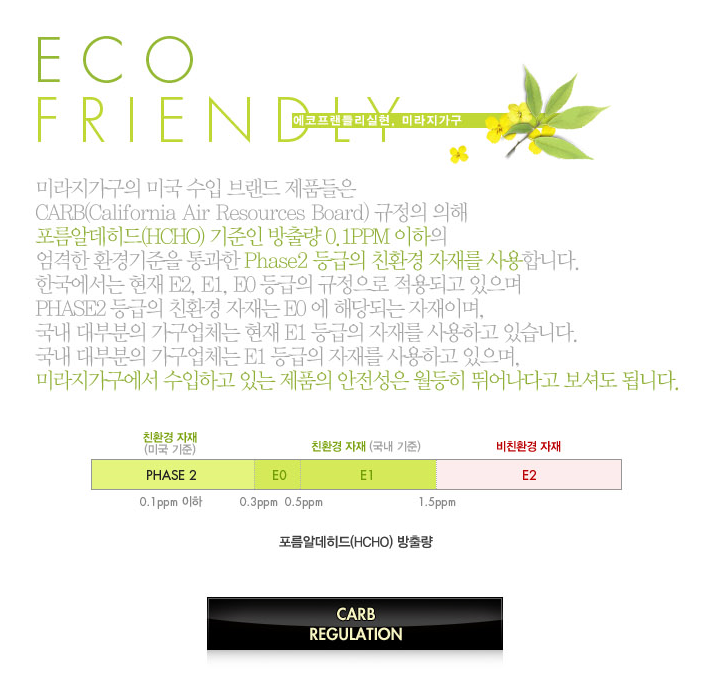 ECO
FRIENDLY
에코프랜들리실현, 미라지가구
미라지가구의 미국 수입 브랜드 제품들은
CARB(California Air Resources Board) 규정의 의해
포름알데히드(HCHO) 기준인 방출량 0.1PPM 이하의
엄격한 환경기준을 통과한 Phase2 등급의 친환경 자재를 사용합니다.
한국에서는 현재 E2, E1, E0 등급의 규정으로 적용되고 있으며
PHASE2 등급의 친환경 자재는 E0 에 해당되는 자재이며,
국내 대부분의 가구업체는 현재 E1 등급의 자재를 사용하고 있습니다.
국내 대부분의 가구업체는 E1 등급의 자재를 사용하고 있으며,
미라지가구에서 수입하고 있는 제품의 안전성은 월등히 뛰어나다고 보셔도 됩니다.
친환경 자재
(미국 기준)
친환경 자재 (국내 기준)
비친환경 자재
PHASE 2 E0 E1 E2
0.1ppm 이하 0.3ppm 0.5ppm 1.5ppm
포름알데히드(HCHO) 방출량
CARB
REGULATION